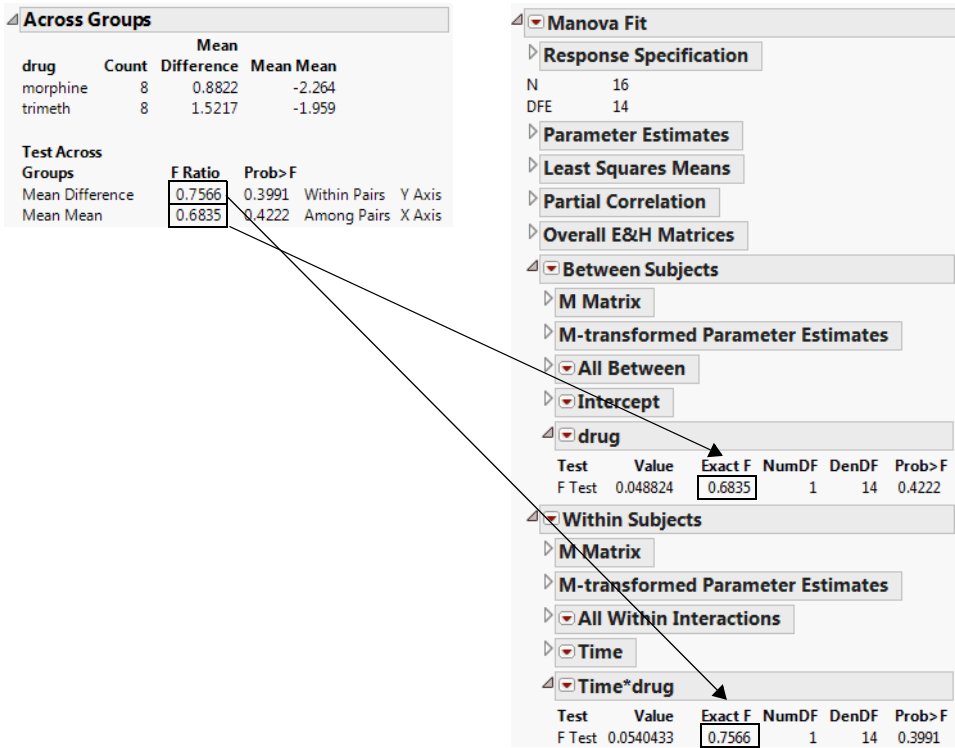 Across Groups
Mean
drug Count Difference Mean Mean
morphine 8 0.8822 -2.264
trimeth 8 1.5217 -1.959
Test Across
Groups F Ratio Prob>F
Mean Difference 0.7566 0.3991 Within Pairs Y Axis
Mean Mean 0.6835 0.4222 Among Pairs X Axis
Manova Fit
Response Specification
N 16
DFE 14
Parameter Estimates
Least Squares Means
Partial Correlation
Overall E&H Matrices
Between Subjects
M Matrix
M-transformed Parameter Estimates
All Between
Intercept
drug
Test Value Exact F NumDF DenDF Prob>F
F Test 0.048824 0.6835 1 14 0.4222
Within Subjects
M Matrix
M-transformed Parameter Estimates
All Within Interactions
Time
Time*drug
Test Value Exact F NumDF DenDF Prob>F
F Test 0.0540433 0.7566 1 14 0.3991